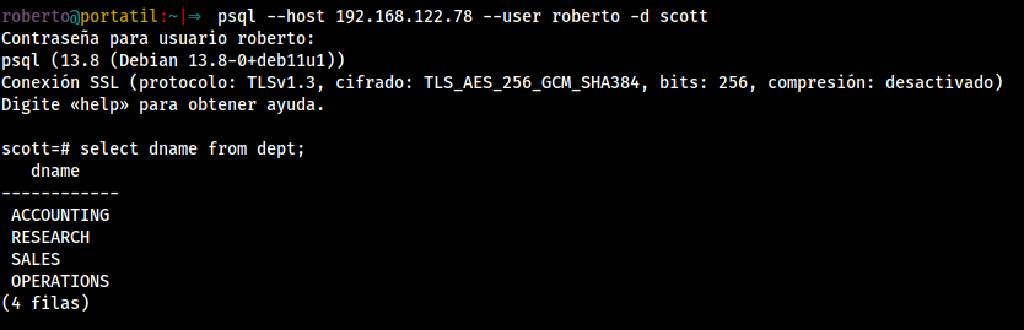 roberto@portatil:~|⇒  psql --host 192.168.122.78 --user roberto -d scott
Contraseña para usuario roberto:
psql (13.8 (Debian 13.8-0+deb11u1))
Conexión SSL (protocolo: TLSv1.3, cifrado: TLS_AES_256_GCM_SHA384, bits: 256, compresión: desactivado)
Digite «help» para obtener ayuda.

scott=# select dname from dept;
   dname
------------
 ACCOUNTING
 RESEARCH
 SALES
 OPERATIONS
(4 filas)